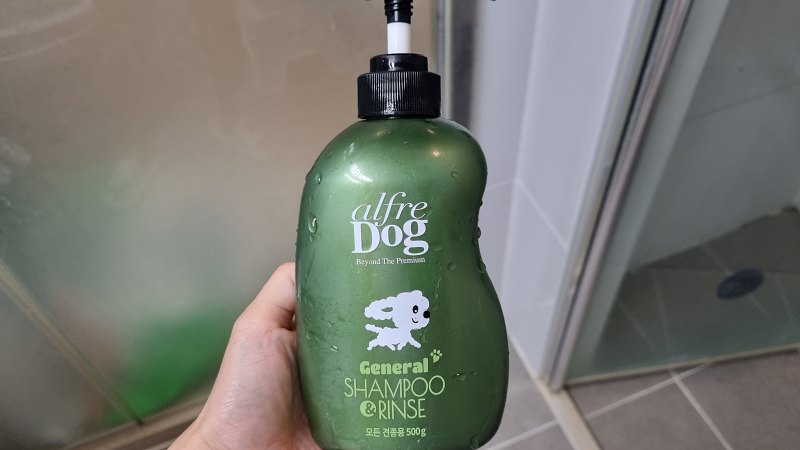 alfre
Dog
Beyond The Premium
General
SHAMPOO
& RINSE
모든 견종용 500g